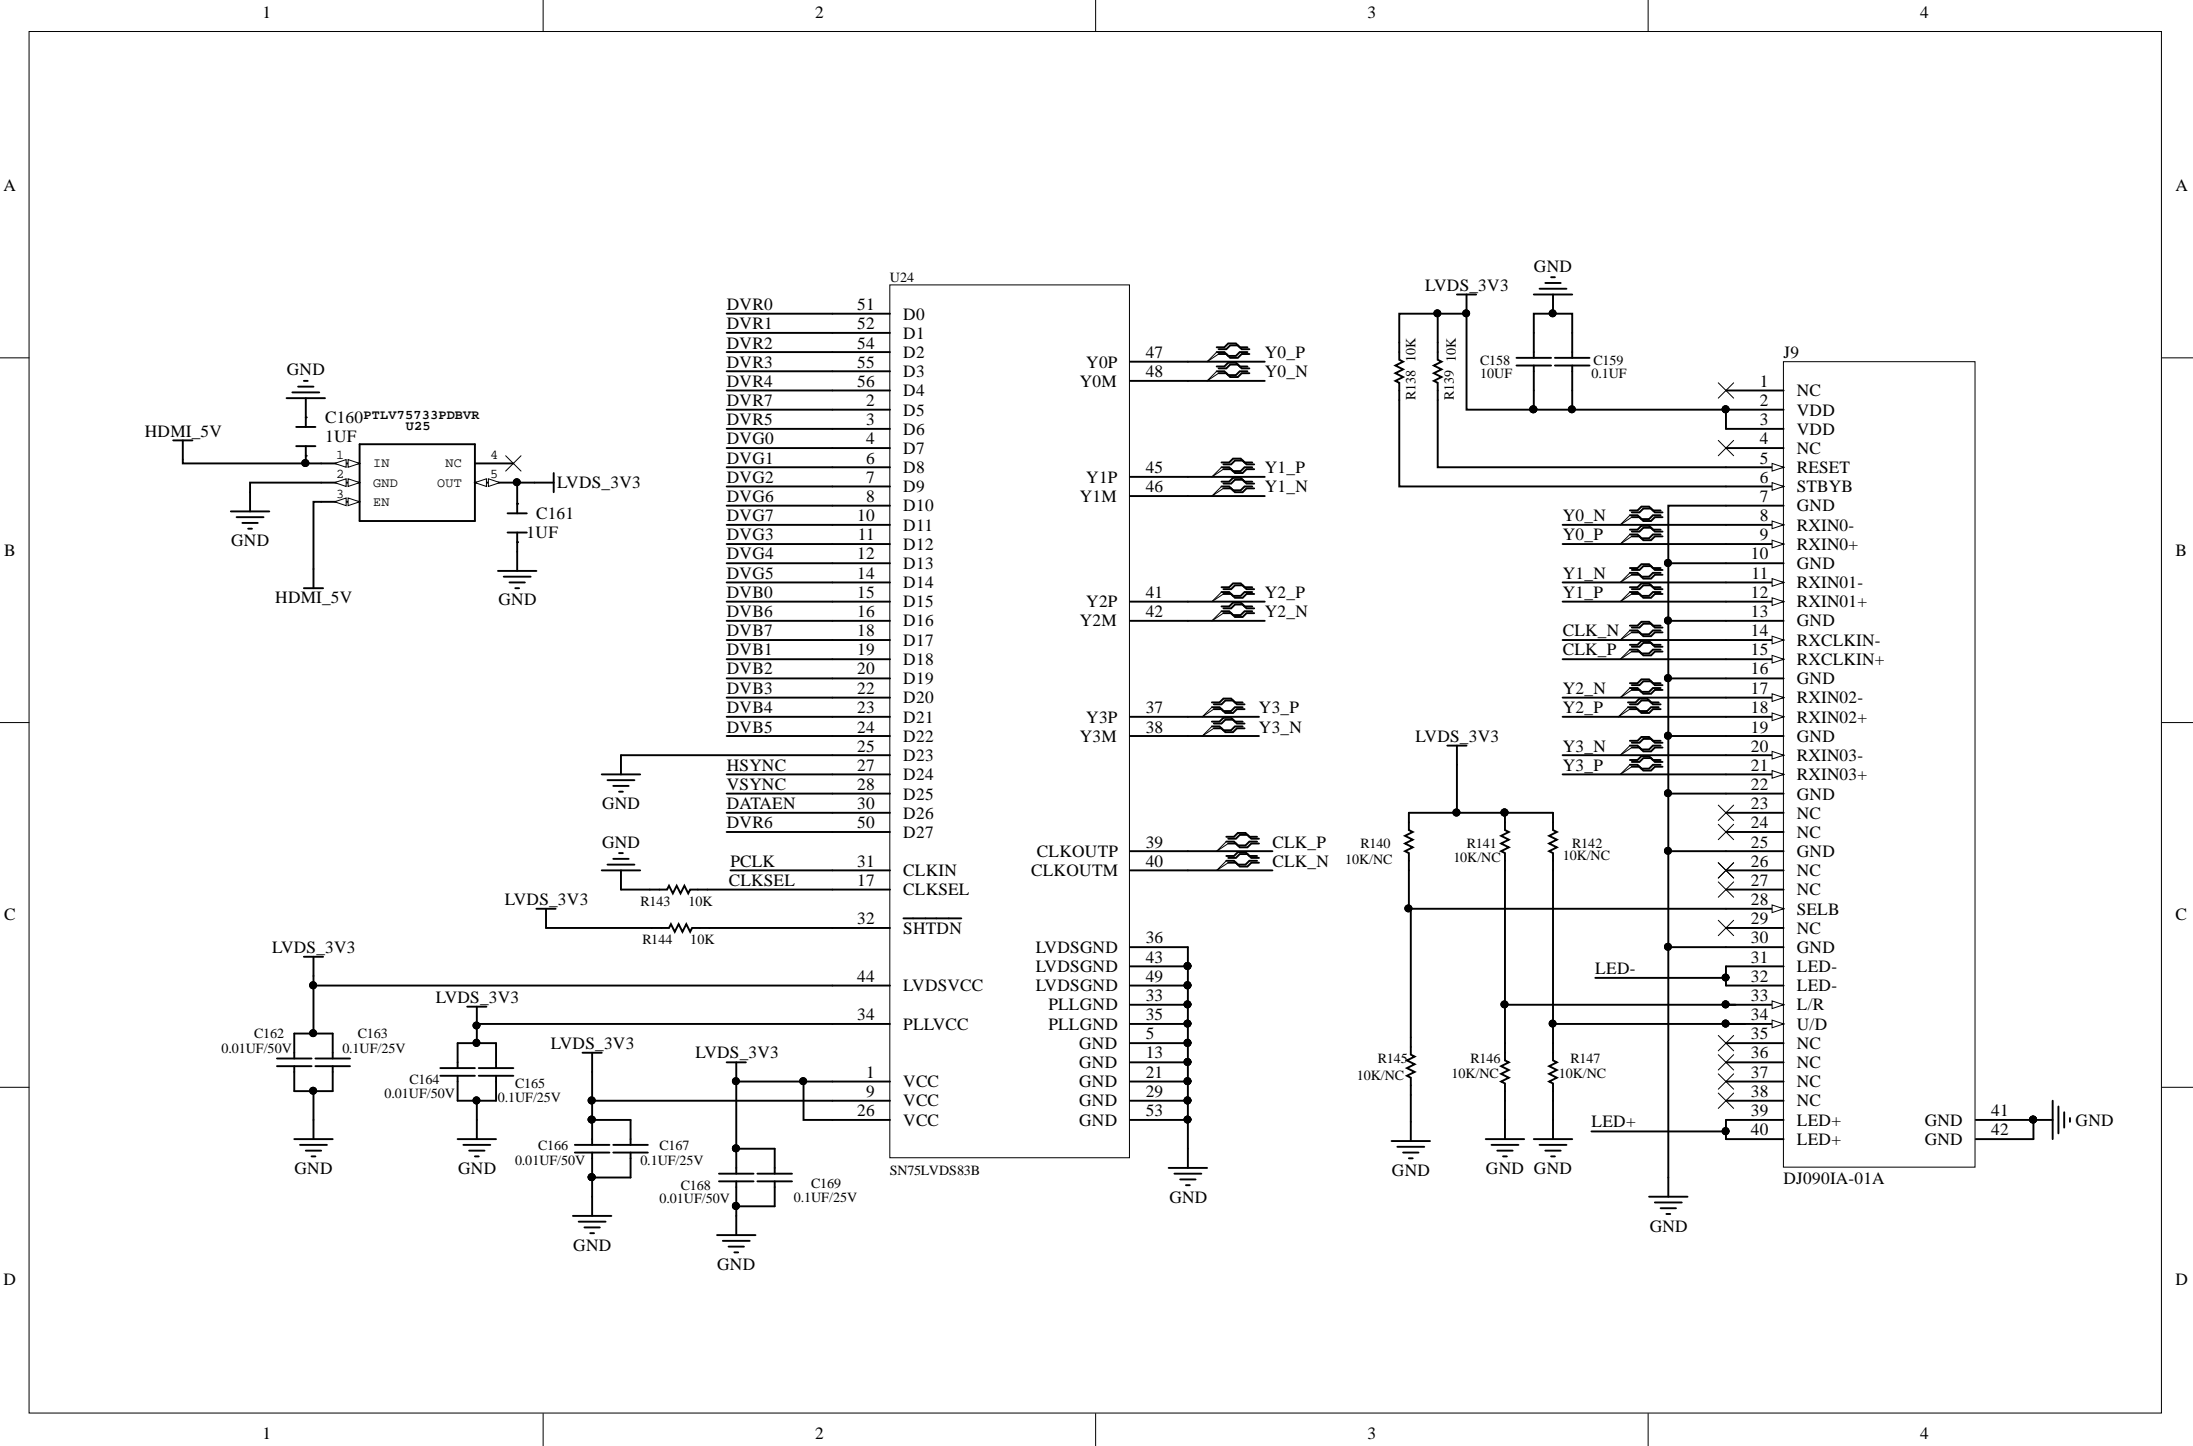 1 2 3 4
A A
B B
C C
D D
1 2 3 4
GND
C160
1UF
PTLV75733PDBVR
U25
HDMI_5V
1 IN
2 GND
3 EN
NC 4
OUT 5
LVDS_3V3
GND
C161
1UF
GND
HDMI_5V
U24
DVR0 51 D0
DVR1 52 D1
DVR2 54 D2
DVR3 55 D3
DVR4 56 D4
DVR7 2 D5
DVR5 3 D6
DVG0 4 D7
DVG1 6 D8
DVG2 7 D9
DVG6 8 D10
DVG7 10 D11
DVG3 11 D12
DVG4 12 D13
DVG5 14 D14
DVB0 15 D15
DVB6 16 D16
DVB7 18 D17
DVB1 19 D18
DVB2 20 D19
DVB3 22 D20
DVB4 23 D21
DVB5 24 D22
25 D23
GND
HSYNC 27 D24
VSYNC 28 D25
DATAEN 30 D26
DVR6 50 D27
GND
PCLK 31 CLKIN
CLKSEL 17 CLKSEL
R143 10K
LVDS_3V3
32 SHTDN
R144 10K
LVDS_3V3
44 LVDSVCC
LVDS_3V3
34 PLLVCC
C162
0.01UF/50V
C163
0.1UF/25V
GND
C164
0.01UF/50V
C165
0.1UF/25V
GND
LVDS_3V3
LVDS_3V3
1 VCC
9 VCC
26 VCC
C166
0.01UF/50V
C167
0.1UF/25V
GND
C168
0.01UF/50V
C169
0.1UF/25V
GND
SN75LVDS83B
Y0P 47 Y0_P
Y0M 48 Y0_N
Y1P 45 Y1_P
Y1M 46 Y1_N
Y2P 41 Y2_P
Y2M 42 Y2_N
Y3P 37 Y3_P
Y3M 38 Y3_N
CLKOUTP 39 CLK_P
CLKOUTM 40 CLK_N
LVDSGND 36
LVDSGND 43
LVDSGND 49
PLLGND 33
PLLGND 35
GND 5
GND 13
GND 21
GND 29
GND 53
GND
LVDS_3V3
GND
R138 10K
R139 10K
C158
10UF
C159
0.1UF
J9
1 NC
2 VDD
3 VDD
4 NC
5 RESET
6 STBYB
7 GND
Y0_N 8 RXIN0-
Y0_P 9 RXIN0+
10 GND
Y1_N 11 RXIN01-
Y1_P 12 RXIN01+
13 GND
CLK_N 14 RXCLKIN-
CLK_P 15 RXCLKIN+
16 GND
Y2_N 17 RXIN02-
Y2_P 18 RXIN02+
19 GND
Y3_N 20 RXIN03-
Y3_P 21 RXIN03+
22 GND
23 NC
24 NC
25 GND
26 NC
27 NC
28 SELB
29 NC
30 GND
LED- 31 LED-
32 LED-
33 L/R
34 U/D
35 NC
36 NC
37 NC
38 NC
LED+ 39 LED+
40 LED+
GND 41
GND 42
GND
DJ090IA-01A
GND
LVDS_3V3
R140
10K/NC
R141
10K/NC
R142
10K/NC
R145
10K/NC
R146
10K/NC
R147
10K/NC
GND
GND
GND